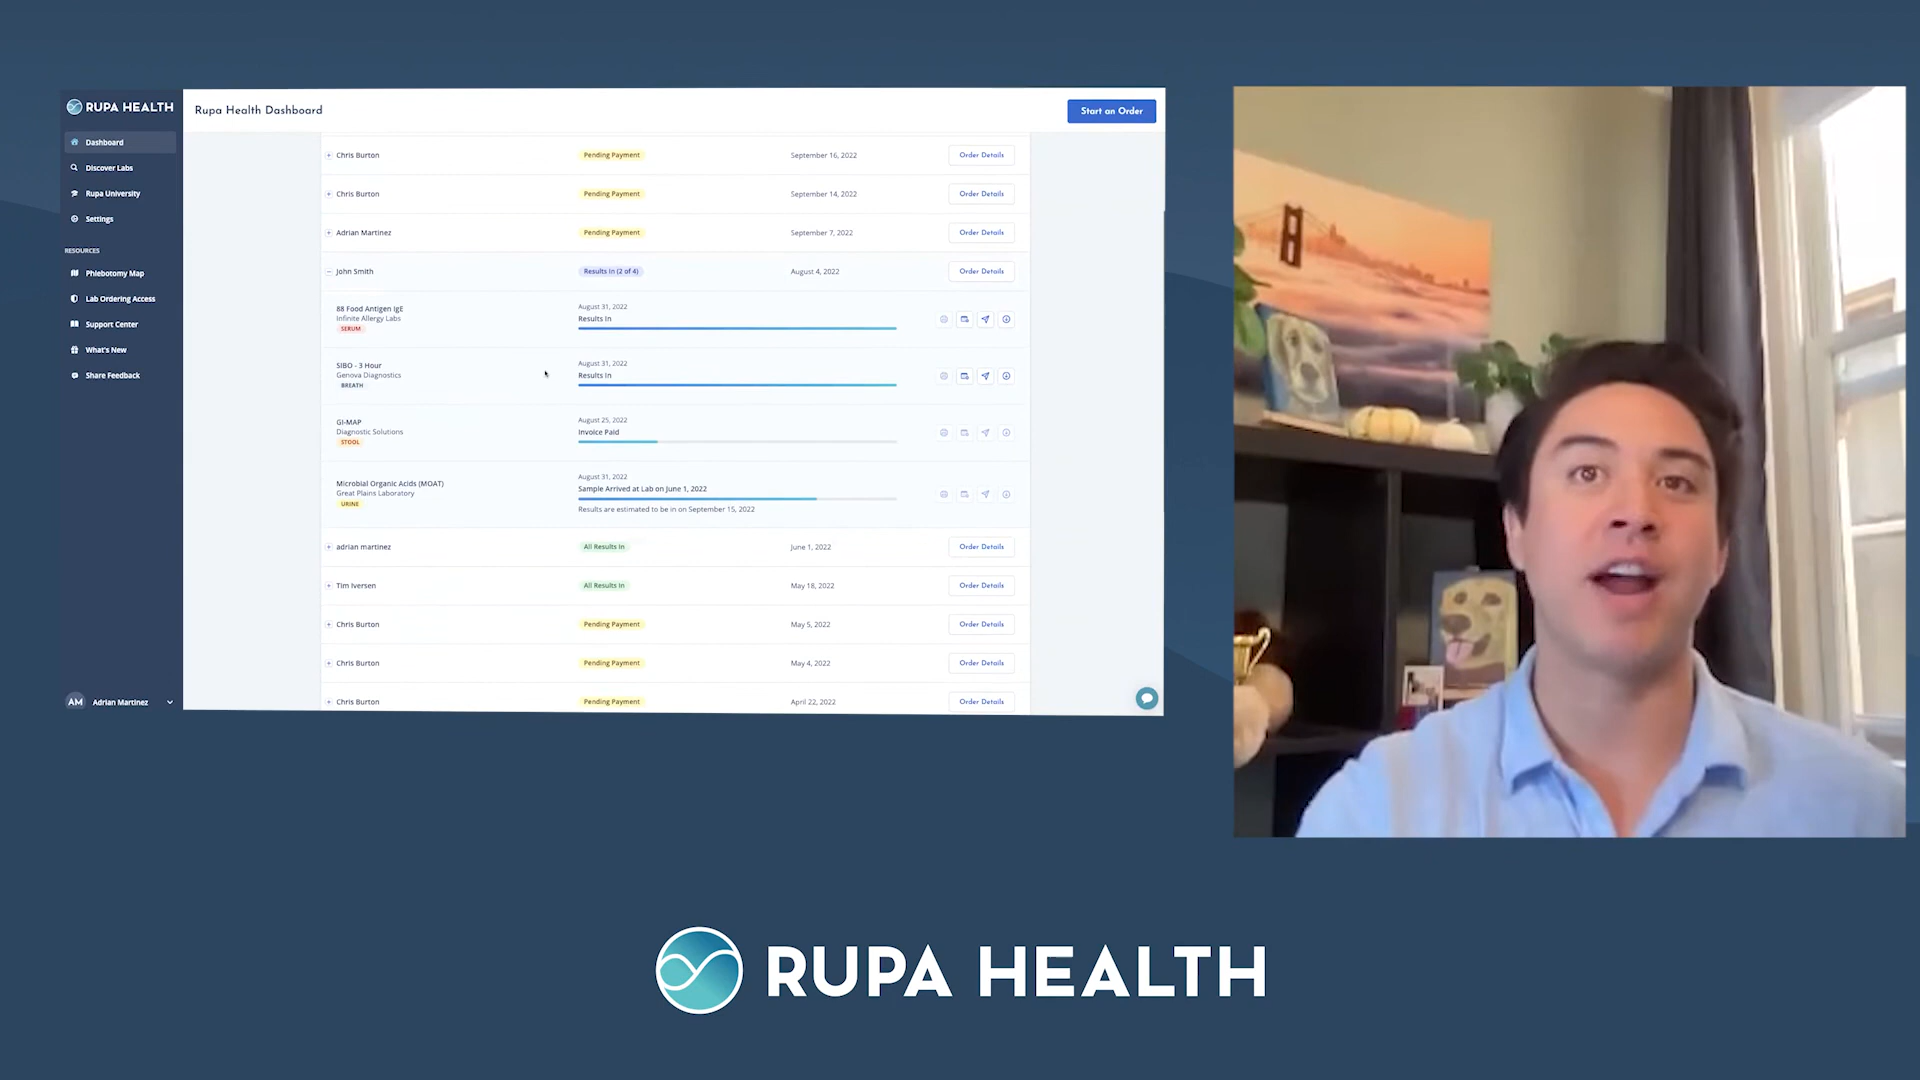 RUPA HEALTH
Dashboard
Discover Labs
Rupa University
Settings
RESOURCES
Phlebotomy Map
Lab Ordering Access
Support Center
What's New
Share Feedback
AM Adrian Martinez
Rupa Health Dashboard
Start an Order
Chris Burton Pending Payment September 16, 2022 Order Details
Chris Burton Pending Payment September 14, 2022 Order Details
Adrian Martinez Pending Payment September 7, 2022 Order Details
John Smith Results In (2 of 4) August 4, 2022 Order Details
88 Food Antigen IgE
Infinite Allergy Labs
SERUM
August 31, 2022
Results In
SIBO - 3 Hour
Genova Diagnostics
BREATH
August 31, 2022
Results In
GI-MAP
Diagnostic Solutions
STOOL
August 25, 2022
Invoice Paid
Microbial Organic Acids (MOAT)
Great Plains Laboratory
URINE
August 31, 2022
Sample Arrived at Lab on June 1, 2022
Results are estimated to be in on September 15, 2022
adrian martinez All Results In June 1, 2022 Order Details
Tim Iversen All Results In May 18, 2022 Order Details
Chris Burton Pending Payment May 5, 2022 Order Details
Chris Burton Pending Payment May 4, 2022 Order Details
Chris Burton Pending Payment April 22, 2022 Order Details
RUPA HEALTH